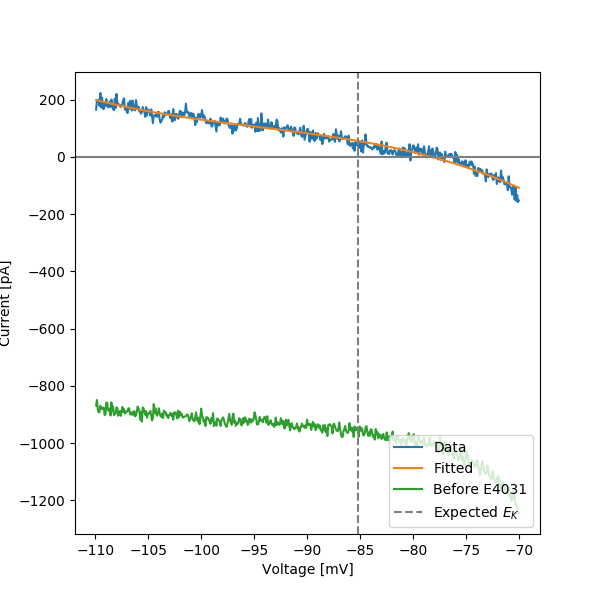 200
0
−200
−400
−600
−800
−1000
−1200
Current [pA]
−110 −105 −100 −95 −90 −85 −80 −75 −70
Voltage [mV]
Data
Fitted
Before E4031
Expected E_K